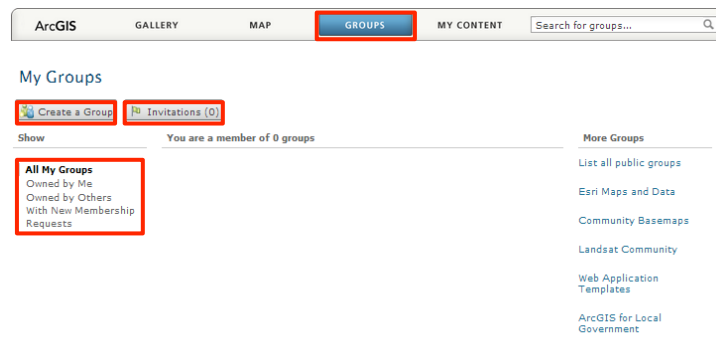 ArcGIS GALLERY MAP GROUPS MY CONTENT Search for groups...
My Groups
Create a Group Invitations (0)
Show You are a member of 0 groups More Groups
All My Groups
Owned by Me
Owned by Others
With New Membership
Requests
List all public groups
Esri Maps and Data
Community Basemaps
Landsat Community
Web Application
Templates
ArcGIS for Local
Government